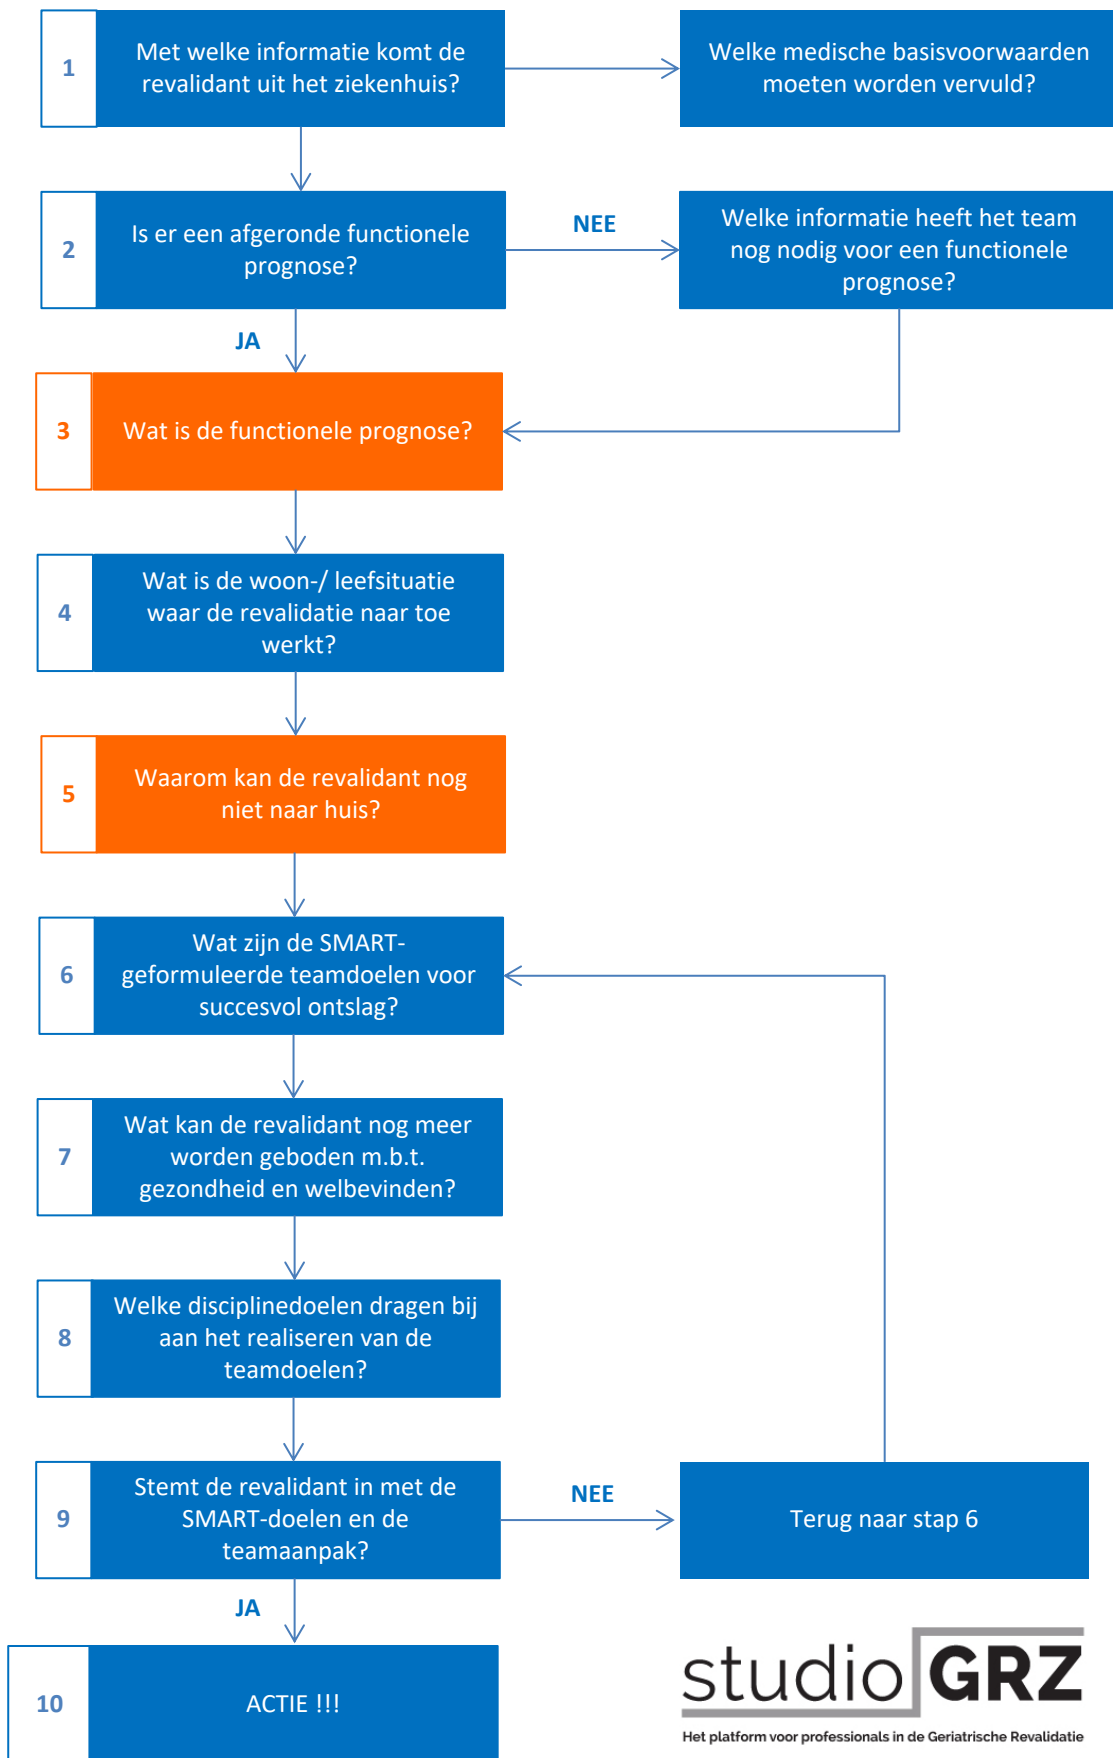 1
Met welke informatie komt de
revalidant uit het ziekenhuis?
Welke medische basisvoorwaarden
moeten worden vervuld?
2
Is er een afgeronde functionele
prognose?
NEE
Welke informatie heeft het team
nog nodig voor een functionele
prognose?
JA
3
Wat is de functionele prognose?
4
Wat is de woon-/ leefsituatie
waar de revalidatie naar toe
werkt?
5
Waarom kan de revalidant nog
niet naar huis?
6
Wat zijn de SMART-
geformuleerde teamdoelen voor
succesvol ontslag?
7
Wat kan de revalidant nog meer
worden geboden m.b.t.
gezondheid en welbevinden?
8
Welke disciplinedoelen dragen bij
aan het realiseren van de
teamdoelen?
9
Stemt de revalidant in met de
SMART-doelen en de
teamaanpak?
NEE
Terug naar stap 6
JA
10
ACTIE !!!
studio GRZ
Het platform voor professionals in de Geriatrische Revalidatie